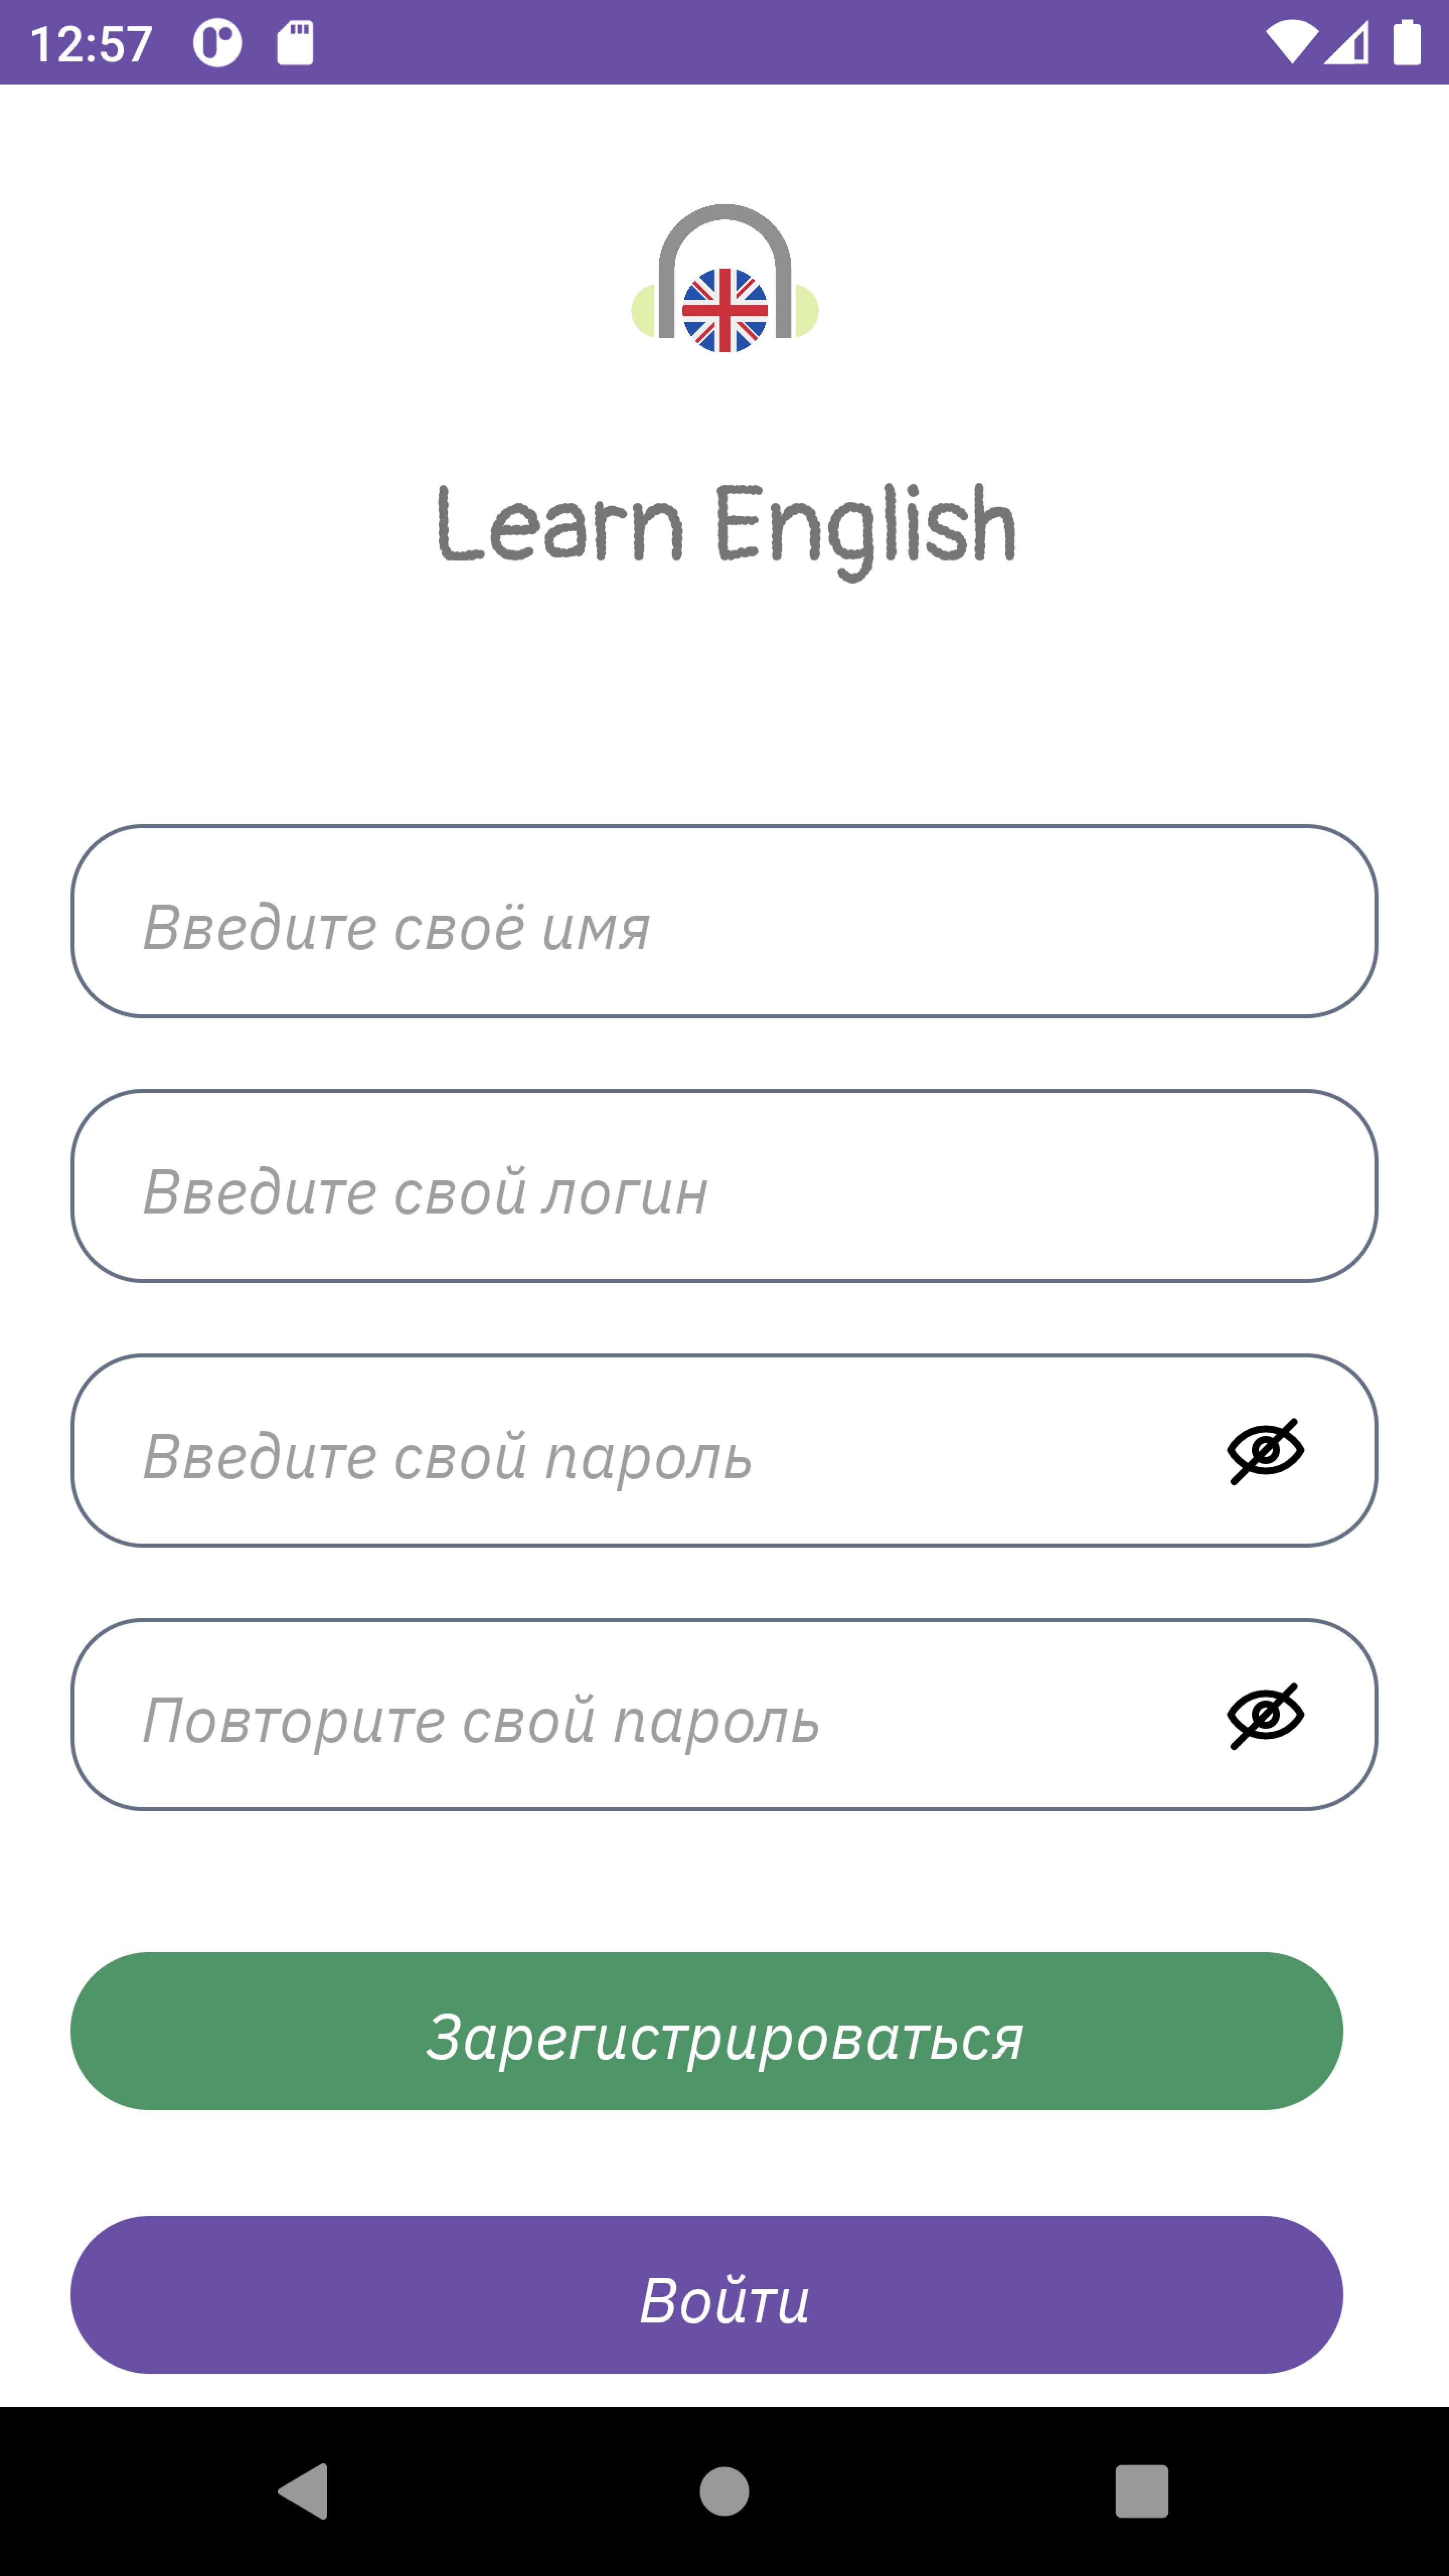 12:57
Learn English
Введите своё имя
Введите свой логин
Введите свой пароль
Повторите свой пароль
Зарегистрироваться
Войти